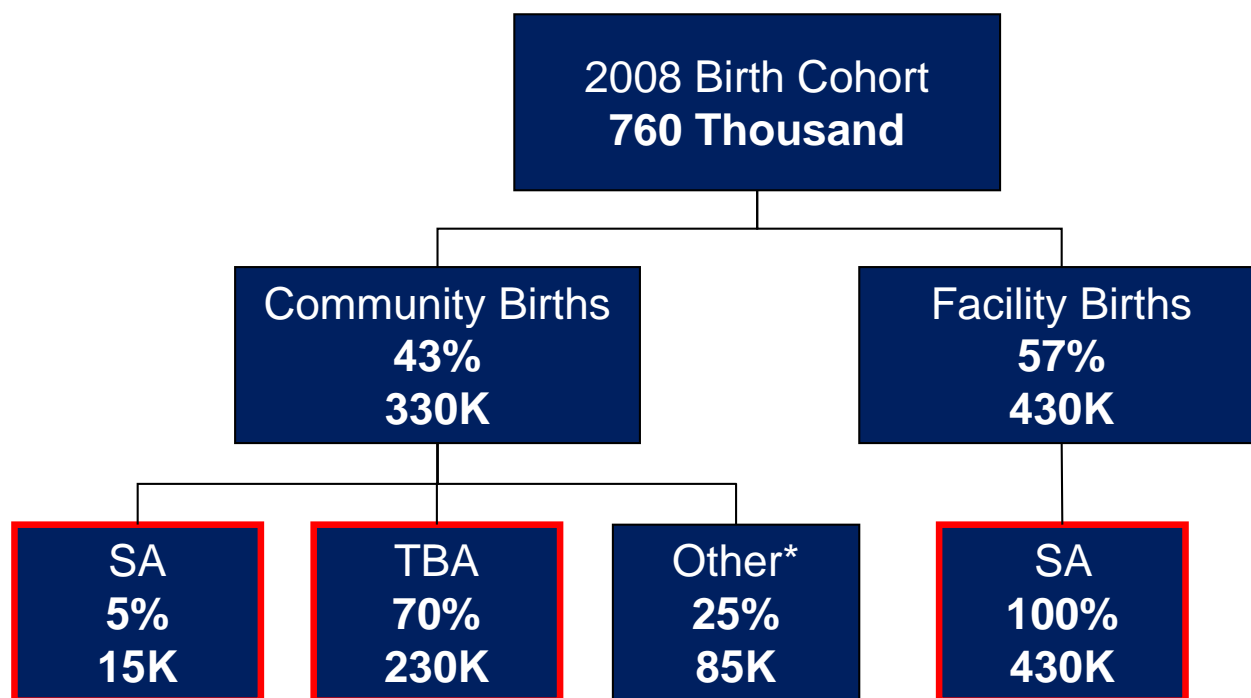 2008 Birth Cohort
760 Thousand
Community Births
43%
330K
Facility Births
57%
430K
SA
5%
15K
TBA
70%
230K
Other*
25%
85K
SA
100%
430K